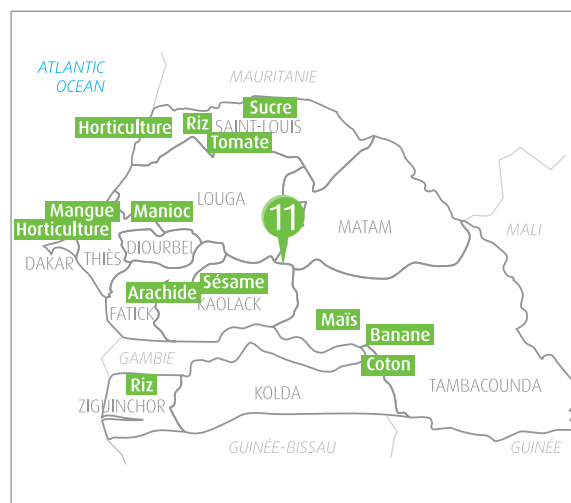 ATLANTIC
OCEAN
MAURITANIE
Sucre
Horticulture
Riz
SAINT-LOUIS
Tomate
LOUGA
Mangue
Manioc
11
Horticulture
MATAM
MALI
DAKAR
THIÈS
DIOURBEL
Arachide
Sésame
FATICK
KAOLACK
Maïs
Banane
GAMBIE
Coton
Riz
TAMBACOUNDA
ZIGUINCHOR
KOLDA
GUINÉE-BISSAU
GUINÉE